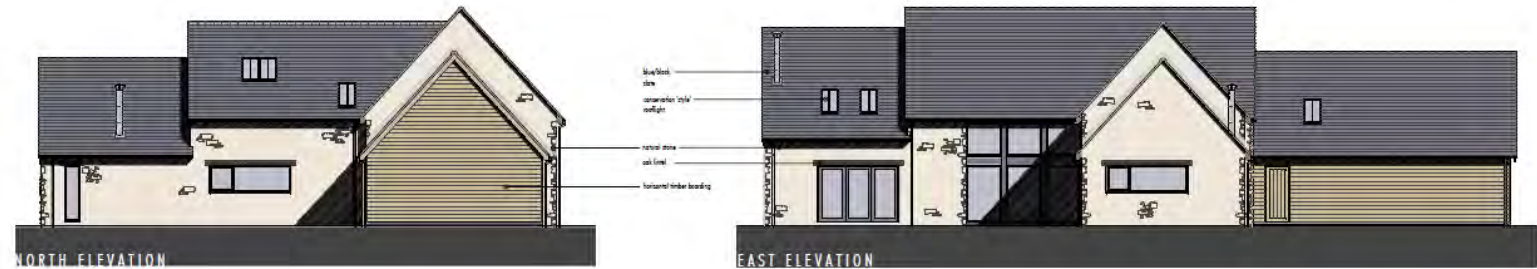 blue/black
slate
conservation 'style'
rooflight
natural stone
oak lintel
horizontal timber boarding
NORTH ELEVATION
EAST ELEVATION